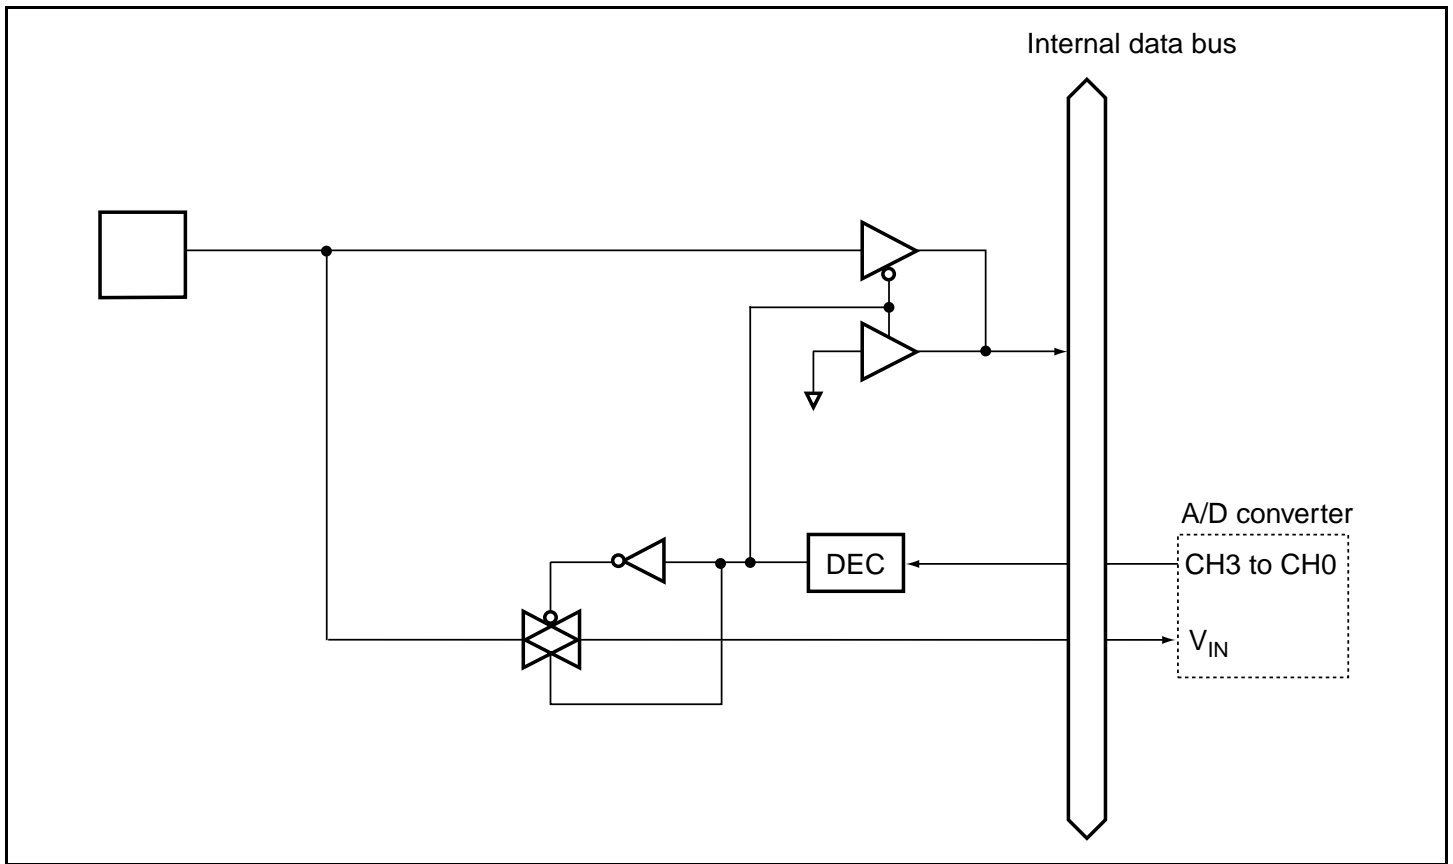 Internal data bus
A/D converter
DEC
CH3 to CH0
VIN